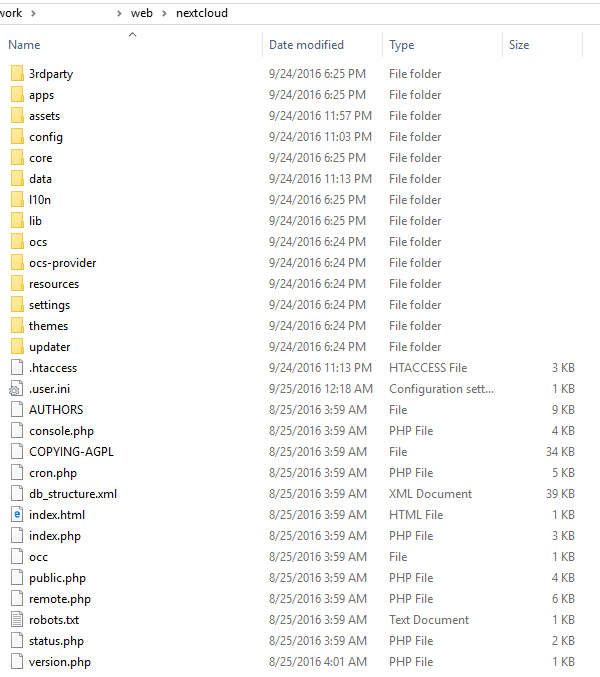 work > > web > nextcloud
Name Date modified Type Size
3rdparty 9/24/2016 6:25 PM File folder
apps 9/24/2016 6:25 PM File folder
assets 9/24/2016 11:57 PM File folder
config 9/24/2016 11:03 PM File folder
core 9/24/2016 6:25 PM File folder
data 9/24/2016 11:13 PM File folder
l10n 9/24/2016 6:25 PM File folder
lib 9/24/2016 6:25 PM File folder
ocs 9/24/2016 6:24 PM File folder
ocs-provider 9/24/2016 6:24 PM File folder
resources 9/24/2016 6:24 PM File folder
settings 9/24/2016 6:24 PM File folder
themes 9/24/2016 6:24 PM File folder
updater 9/24/2016 6:24 PM File folder
.htaccess 9/24/2016 11:13 PM HTACCESS File 3 KB
.user.ini 9/25/2016 12:18 AM Configuration sett... 1 KB
AUTHORS 8/25/2016 3:59 AM File 9 KB
console.php 8/25/2016 3:59 AM PHP File 4 KB
COPYING-AGPL 8/25/2016 3:59 AM File 34 KB
cron.php 8/25/2016 3:59 AM PHP File 5 KB
db_structure.xml 8/25/2016 3:59 AM XML Document 39 KB
index.html 8/25/2016 3:59 AM HTML File 1 KB
index.php 8/25/2016 3:59 AM PHP File 3 KB
occ 8/25/2016 3:59 AM File 1 KB
public.php 8/25/2016 3:59 AM PHP File 4 KB
remote.php 8/25/2016 3:59 AM PHP File 6 KB
robots.txt 8/25/2016 3:59 AM Text Document 1 KB
status.php 8/25/2016 3:59 AM PHP File 2 KB
version.php 8/25/2016 4:01 AM PHP File 1 KB